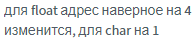 для float адрес наверное на 4
изменится, для char на 1